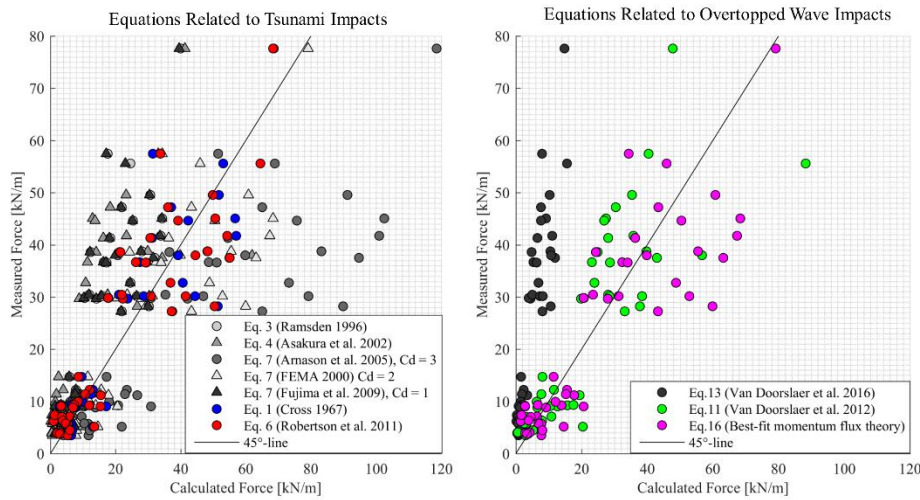 Equations Related to Tsunami Impacts
80
70
60
50
40
30
20
10
0
Measured Force [kN/m]
Eq. 3 (Ramsden 1996)
Eq. 4 (Asakura et al. 2002)
Eq. 7 (Arnason et al. 2005), Cd = 3
Eq. 7 (FEMA 2000) Cd = 2
Eq. 7 (Fujima et al. 2009), Cd = 1
Eq. 1 (Cross 1967)
Eq. 6 (Robertson et al. 2011)
45°-line
0 20 40 60 80 100 120
Calculated Force [kN/m]
Equations Related to Overtopped Wave Impacts
80
70
60
50
40
30
20
10
0
Measured Force [kN/m]
Eq.13 (Van Doorslaer et al. 2016)
Eq.11 (Van Doorslaer et al. 2012)
Eq.16 (Best-fit momentum flux theory)
45°-line
0 20 40 60 80 100 120
Calculated Force [kN/m]